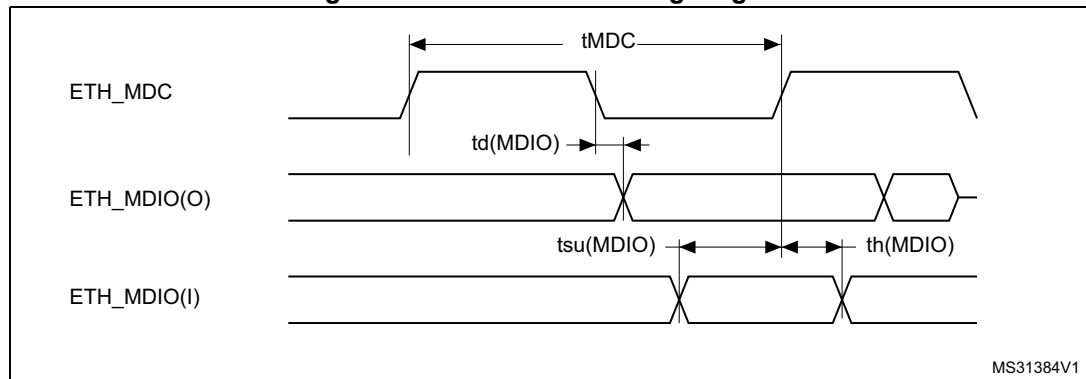 tMDC
ETH_MDC
td(MDIO)
ETH_MDIO(O)
tsu(MDIO) th(MDIO)
ETH_MDIO(I)
MS31384V1